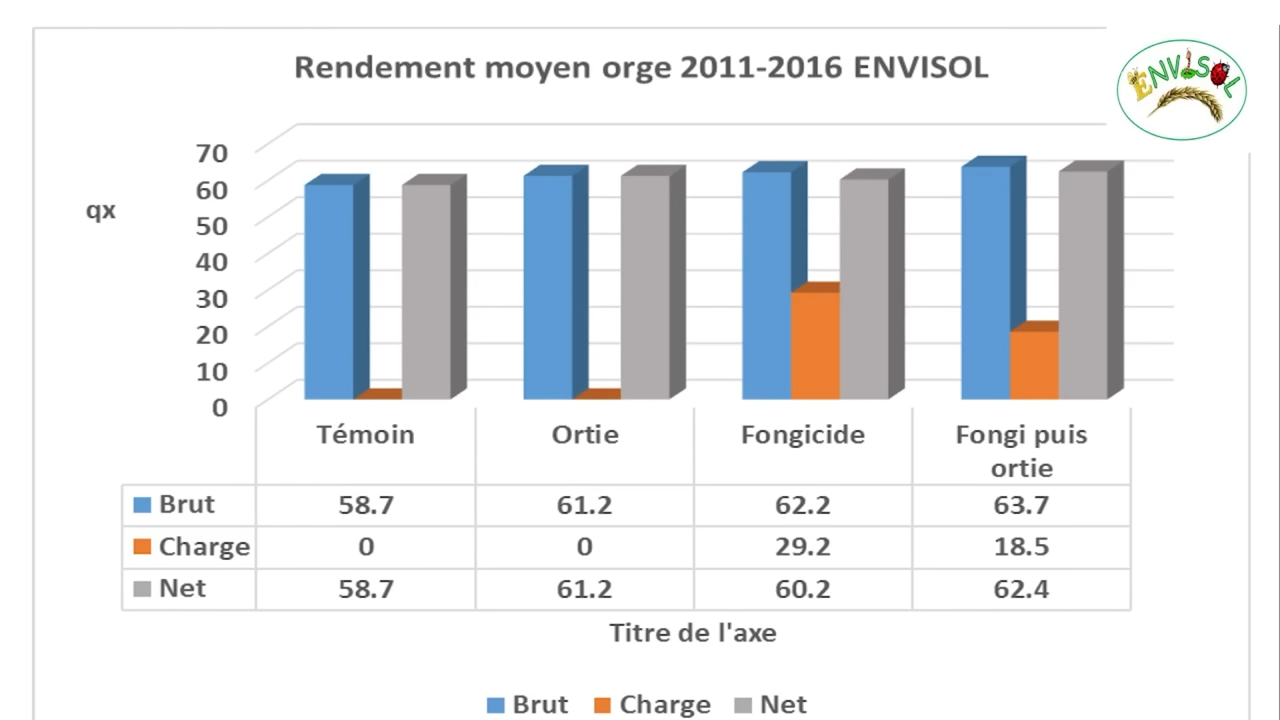 Rendement moyen orge 2011-2016 ENVISOL
ENVISOL
qx
70
60
50
40
30
20
10
0
Témoin Ortie Fongicide Fongi puis
ortie
Brut 58.7 61.2 62.2 63.7
Charge 0 0 29.2 18.5
Net 58.7 61.2 60.2 62.4
Titre de l'axe
Brut Charge Net